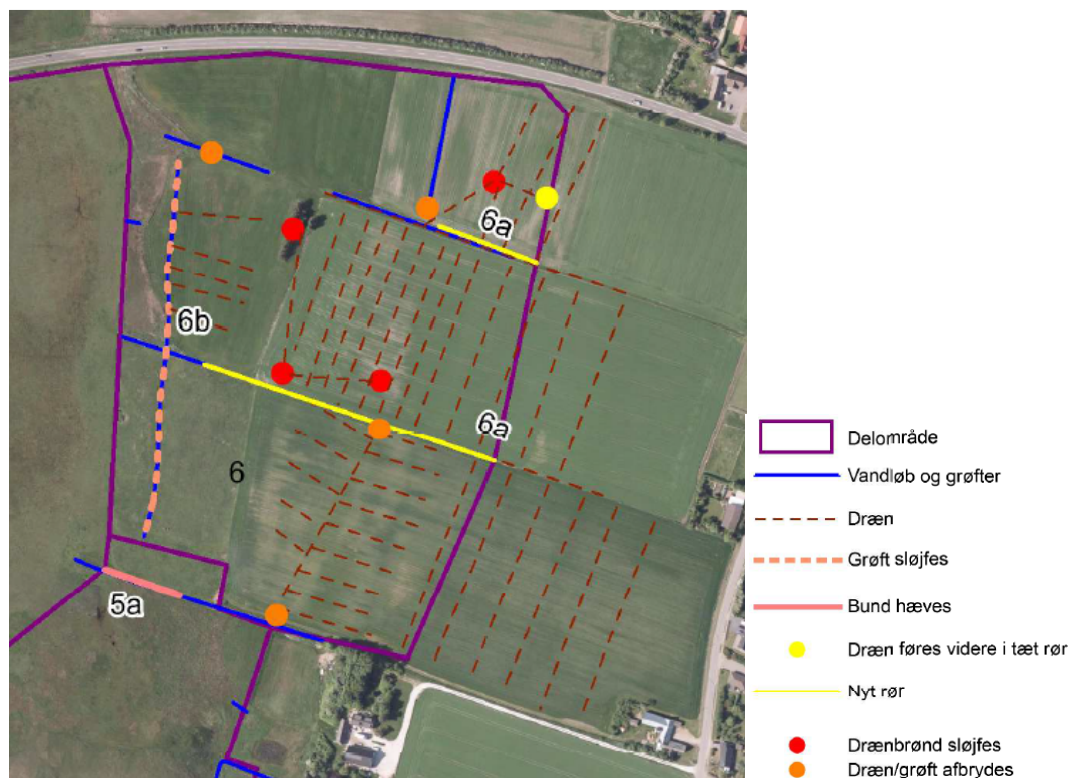 6a
6b
6a
6
5a
Delområde
Vandløb og grøfter
Dræn
Grøft sløjfes
Bund hæves
Dræn føres videre i tæt rør
Nyt rør
Drænbrønd sløjfes
Dræn/grøft afbrydes